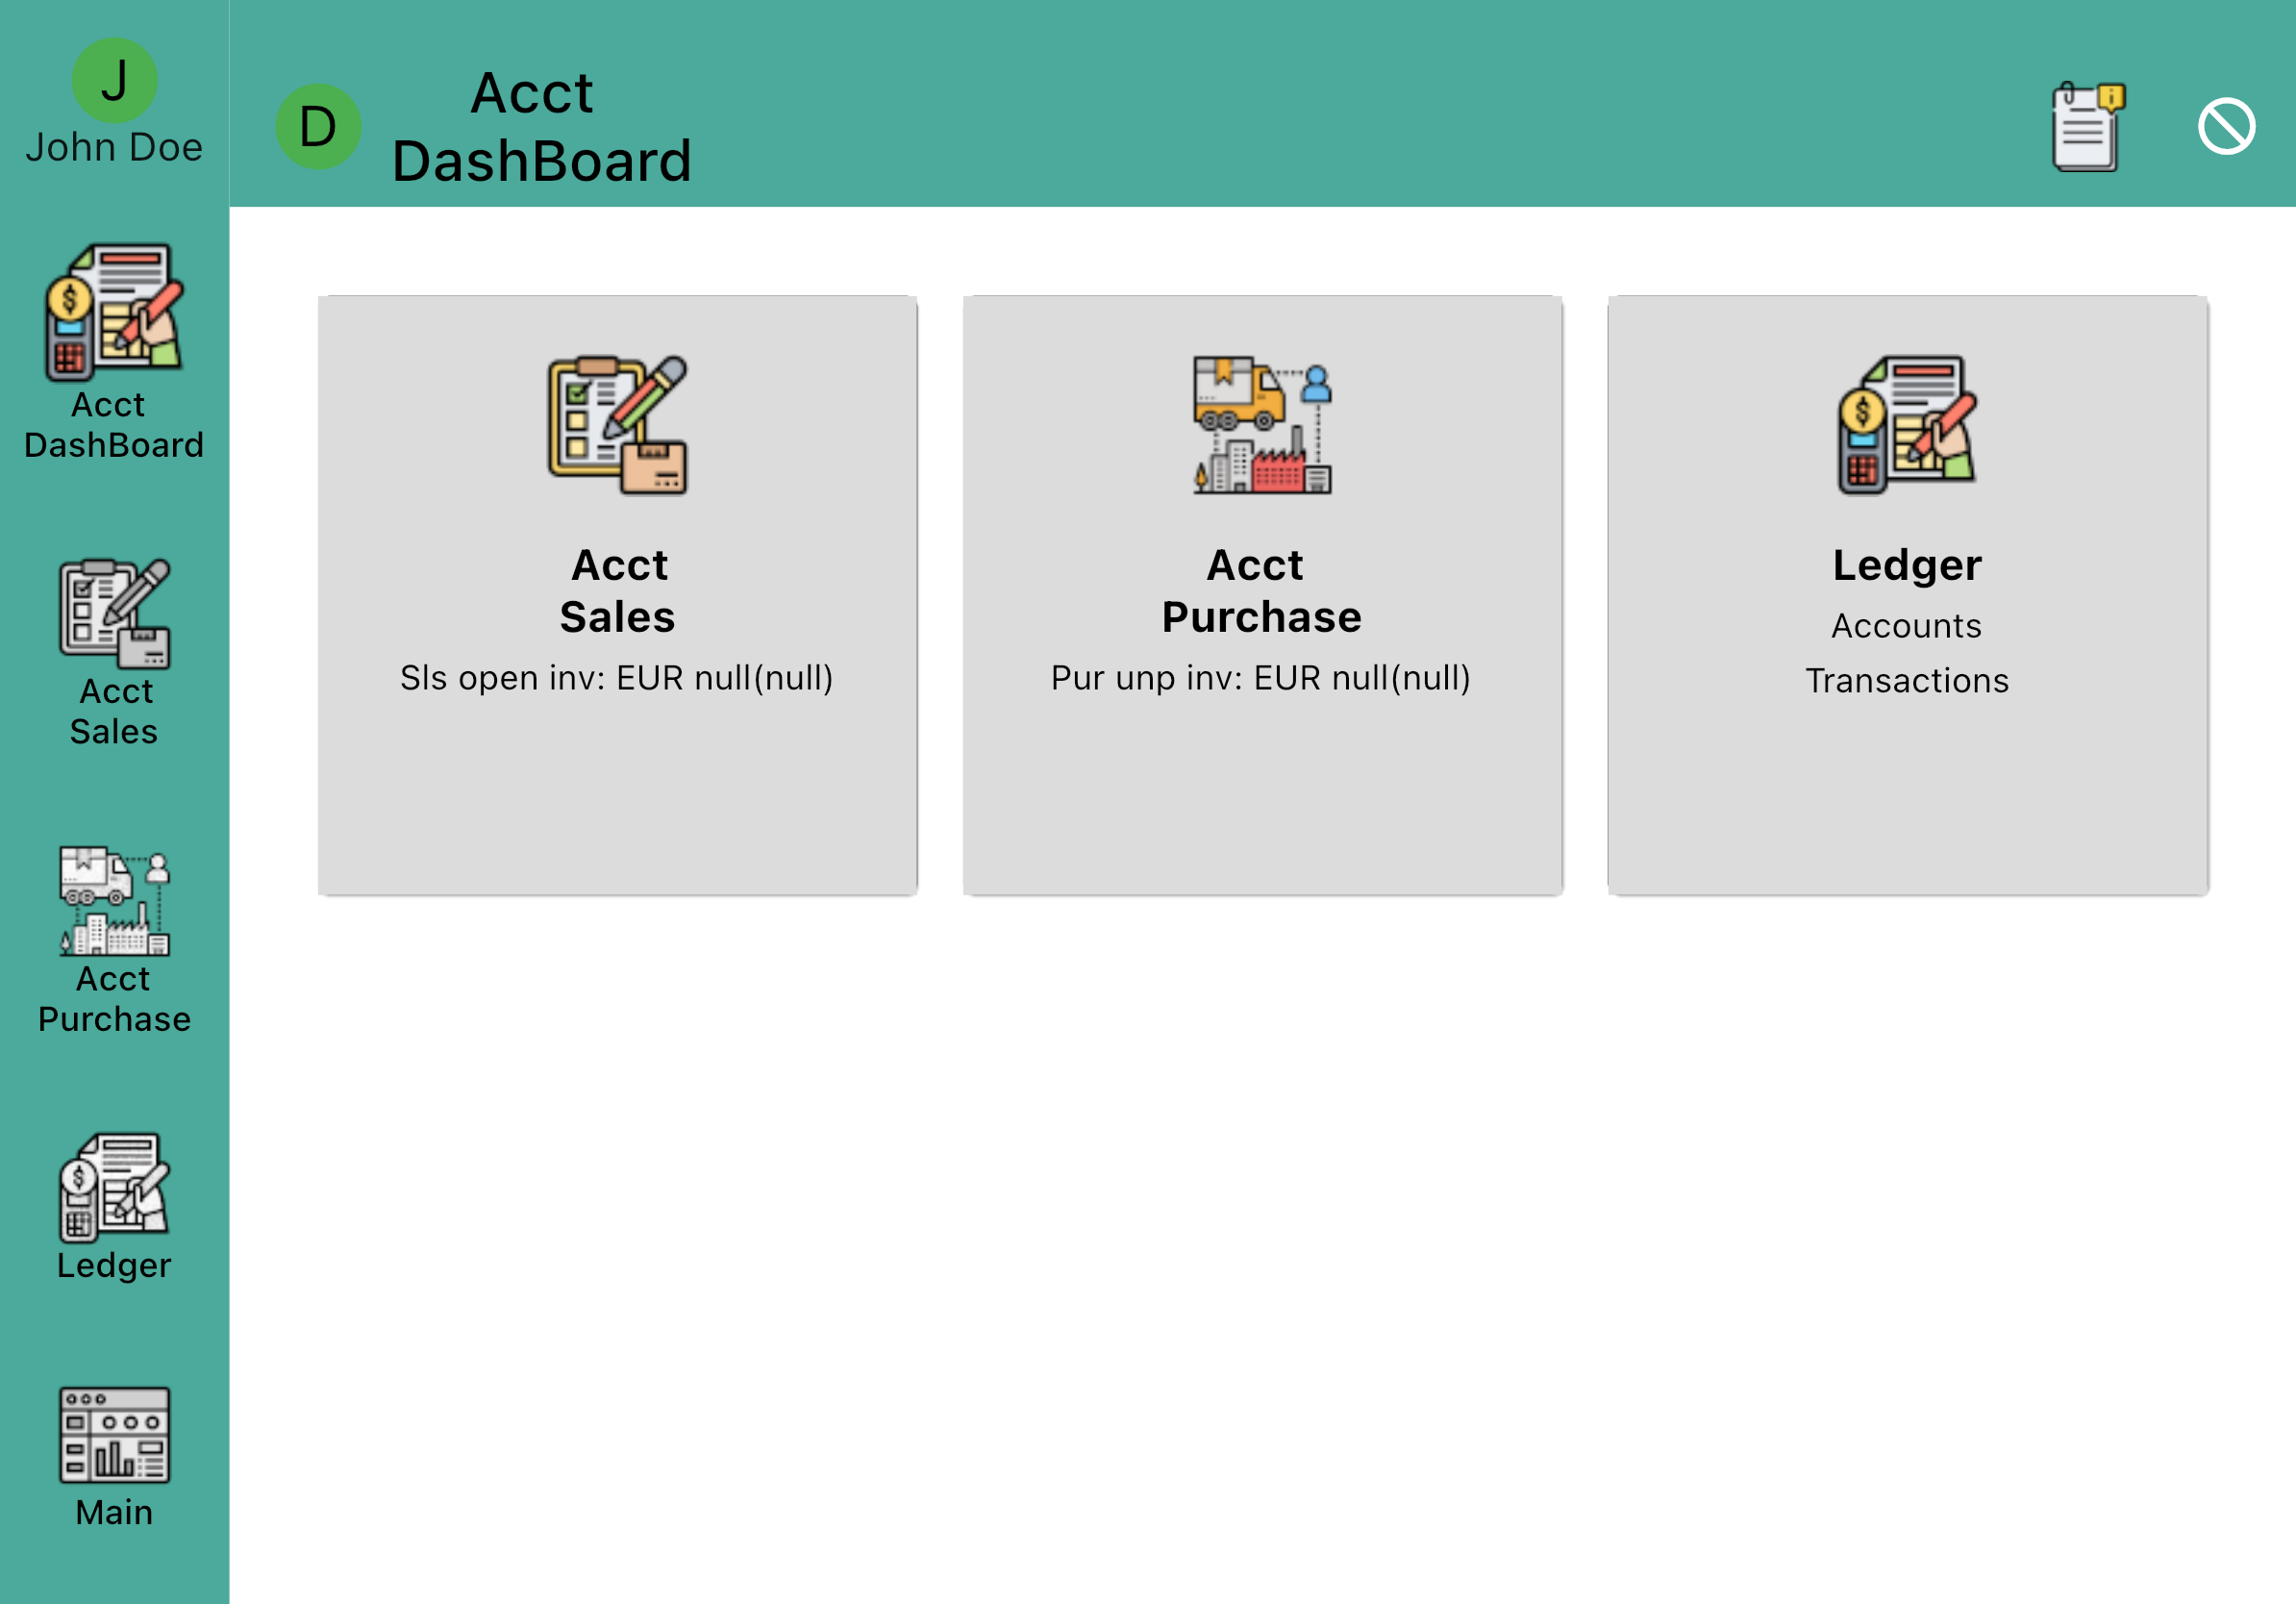 J
John Doe
Acct
DashBoard
Acct
Sales
Acct
Purchase
Ledger
Main
D
Acct
DashBoard
Acct
Sales
Sls open inv: EUR null(null)
Acct
Purchase
Pur unp inv: EUR null(null)
Ledger
Accounts
Transactions